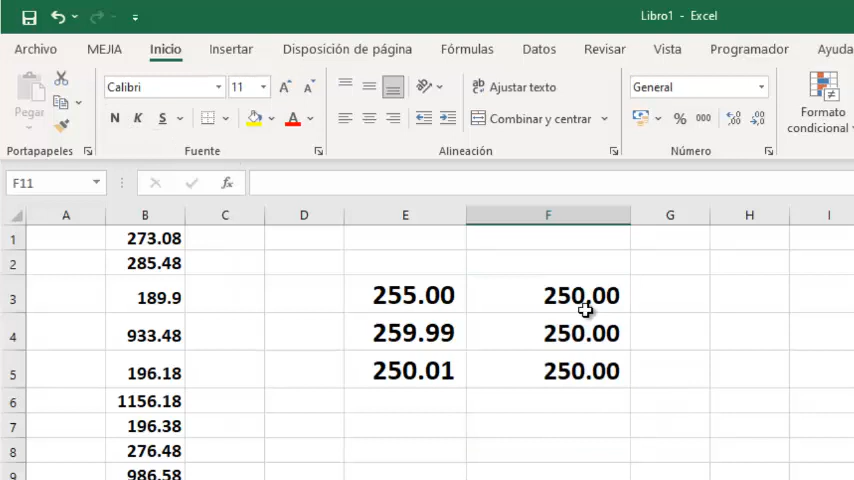 Libro1 - Excel
Archivo MEJIA Inicio Insertar Disposición de página Fórmulas Datos Revisar Vista Programador Ayuda
Pegar
Calibri 11
N K S A
Ajustar texto
Combinar y centrar
General
% 000
Formato
condicional
Portapapeles Fuente Alineación Número
F11 fx
A B C D E F G H I
1 273.08
2 285.48
3 189.9 255.00 250.00
4 933.48 259.99 250.00
5 196.18 250.01 250.00
6 1156.18
7 196.38
8 276.48
9 986.58